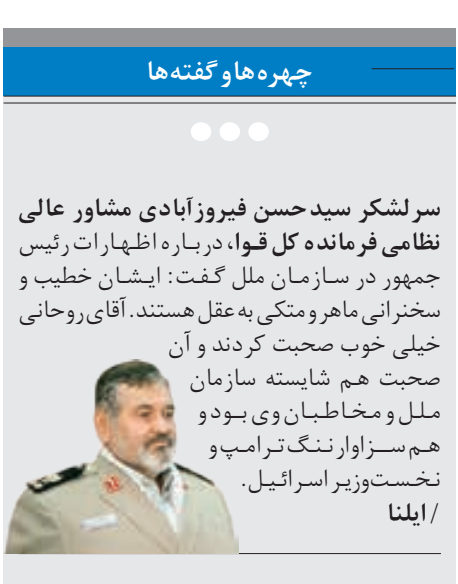 چهره‌ها و گفته‌ها
سرلشکر سیدحسن فیروزآبادی مشاور عالی
نظامی فرمانده کل قوا، درباره اظهارات رئیس
جمهور در سازمان ملل گفت: ایشان خطیب و
سخنرانی ماهر و متکی به عقل هستند. آقای روحانی
خیلی خوب صحبت کردند و آن
صحبت هم شایسته سازمان
ملل و مخاطبان وی بود و
هم سزاوار ننگ ترامپ و
نخست‌وزیر اسرائیل.
/ ایلنا